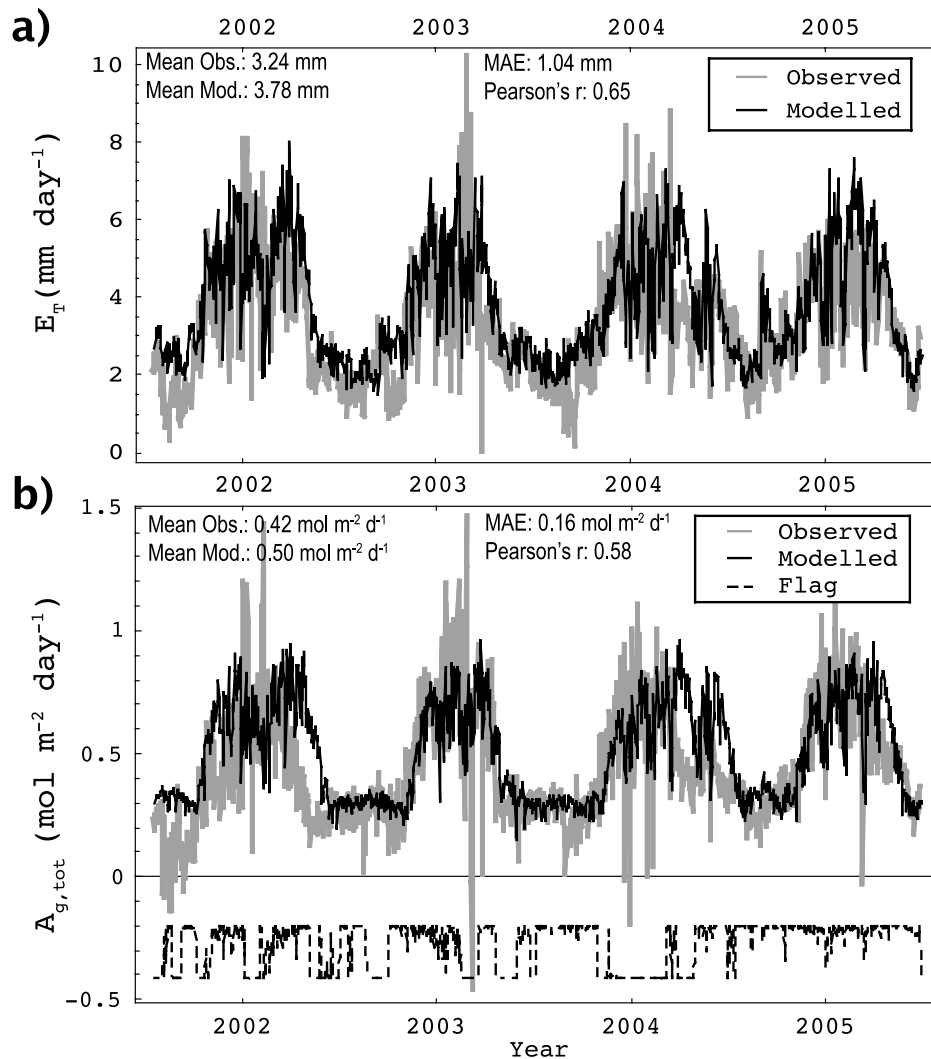 a)
2002 2003 2004 2005
Mean Obs.: 3.24 mm
Mean Mod.: 3.78 mm
MAE: 1.04 mm
Pearson's r: 0.65
Observed
Modelled
10
8
6
4
2
0
E_T (mm day⁻¹)
2002 2003 2004 2005
b)
Mean Obs.: 0.42 mol m⁻² d⁻¹
Mean Mod.: 0.50 mol m⁻² d⁻¹
MAE: 0.16 mol m⁻² d⁻¹
Pearson's r: 0.58
Observed
Modelled
Flag
1.5
1
0.5
0
-0.5
A_g,tot (mol m⁻² day⁻¹)
2002 2003 2004 2005
Year